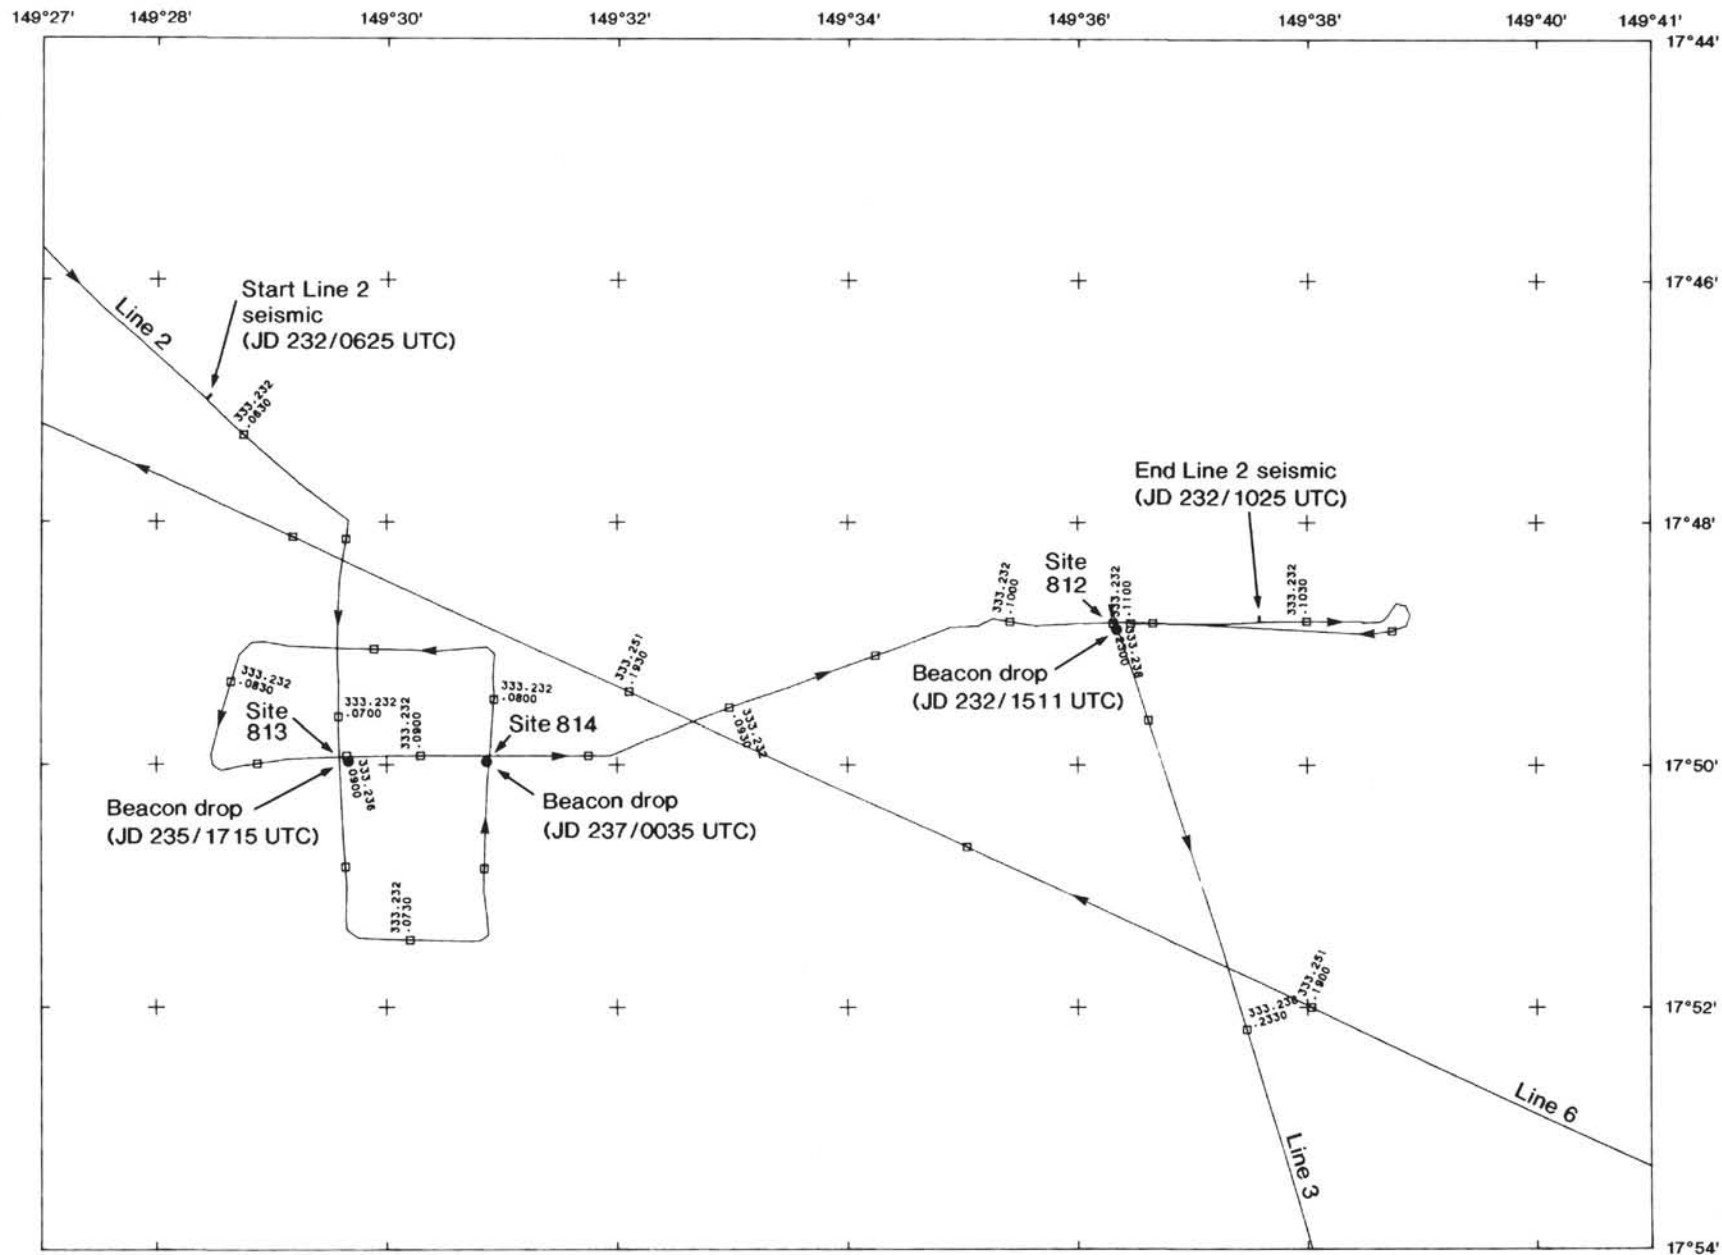 149°27'
149°28'
149°30'
149°32'
149°34'
149°36'
149°38'
149°40'
149°41'
17°44'
17°46'
Start Line 2
seismic
(JD 232/0625 UTC)
Line 2
333.232
.0630
End Line 2 seismic
(JD 232/1025 UTC)
17°48'
Site
812
333.232
.1000
333.232
.1100
333.232
.1030
333.236
.2300
Beacon drop
(JD 232/1511 UTC)
333.251
.1930
333.232
.0830
333.232
.0800
333.232
.0700
333.232
.0900
Site
813
Site 814
333.232
.0930
333.236
.0900
17°50'
Beacon drop
(JD 235/1715 UTC)
Beacon drop
(JD 237/0035 UTC)
333.232
.0730
333.251
.1900
333.236
.2330
17°52'
Line 6
Line 3
17°54'